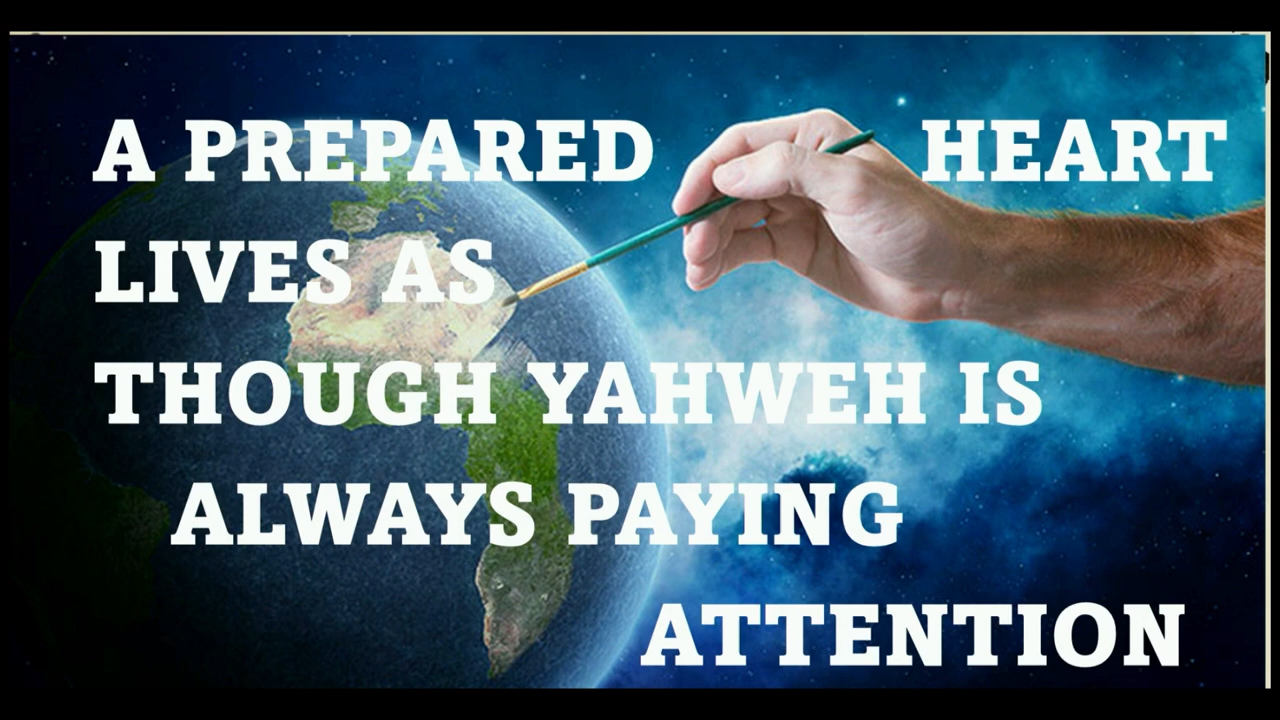 A PREPARED HEART
LIVES AS
THOUGH YAHWEH IS
ALWAYS PAYING
ATTENTION